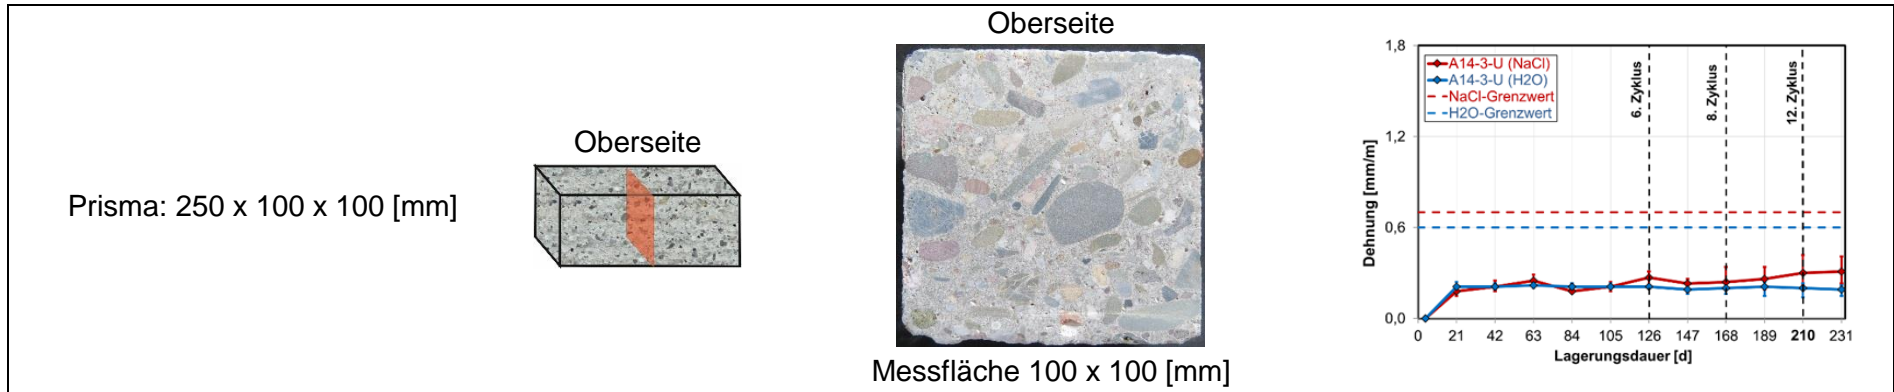 Prisma: 250 x 100 x 100 [mm]
Oberseite
Oberseite
Messfläche 100 x 100 [mm]
1,8
1,2
0,6
0,0
Dehnung [mm/m]
A14-3-U (NaCl)
A14-3-U (H2O)
NaCl-Grenzwert
H2O-Grenzwert
6. Zyklus
8. Zyklus
12. Zyklus
0 21 42 63 84 105 126 147 168 189 210 231
Lagerungsdauer [d]